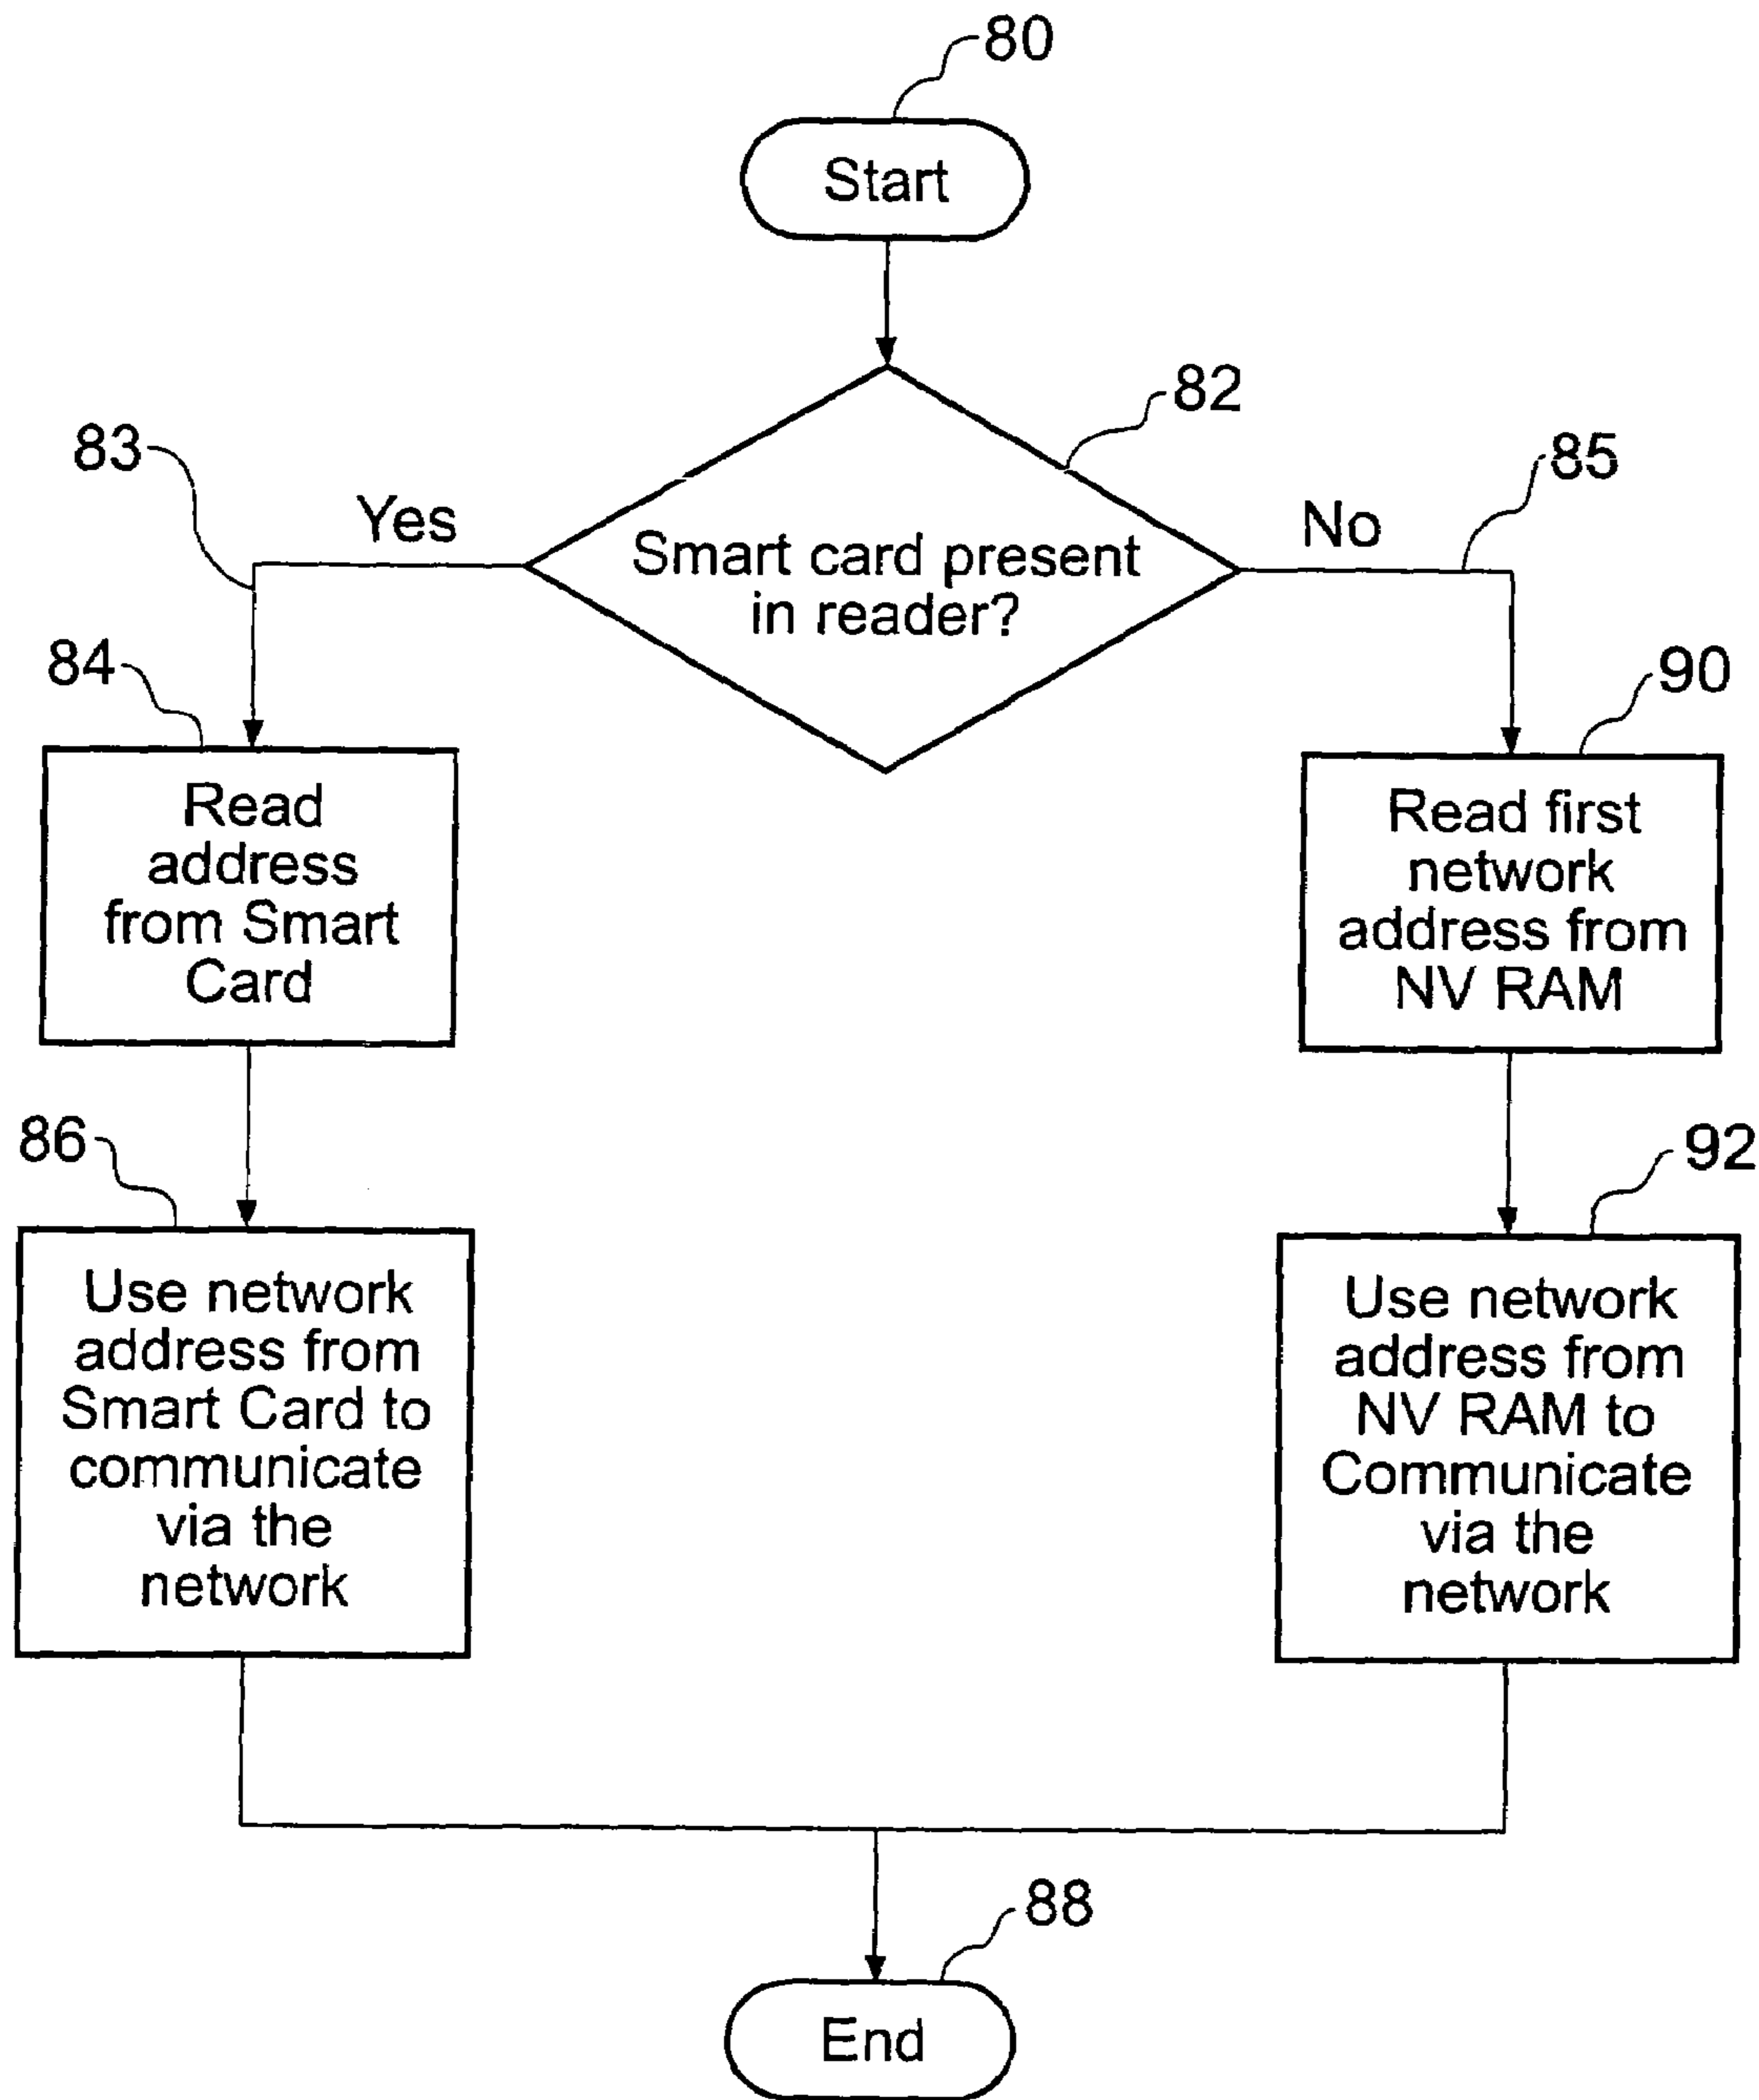 80
Start
82
83
Yes
No
85
Smart card present
in reader?
84
90
Read
address
from Smart
Card
Read first
network
address from
NV RAM
86
92
Use network
address from
Smart Card to
communicate
via the
network
Use network
address from
NV RAM to
Communicate
via the
network
88
End